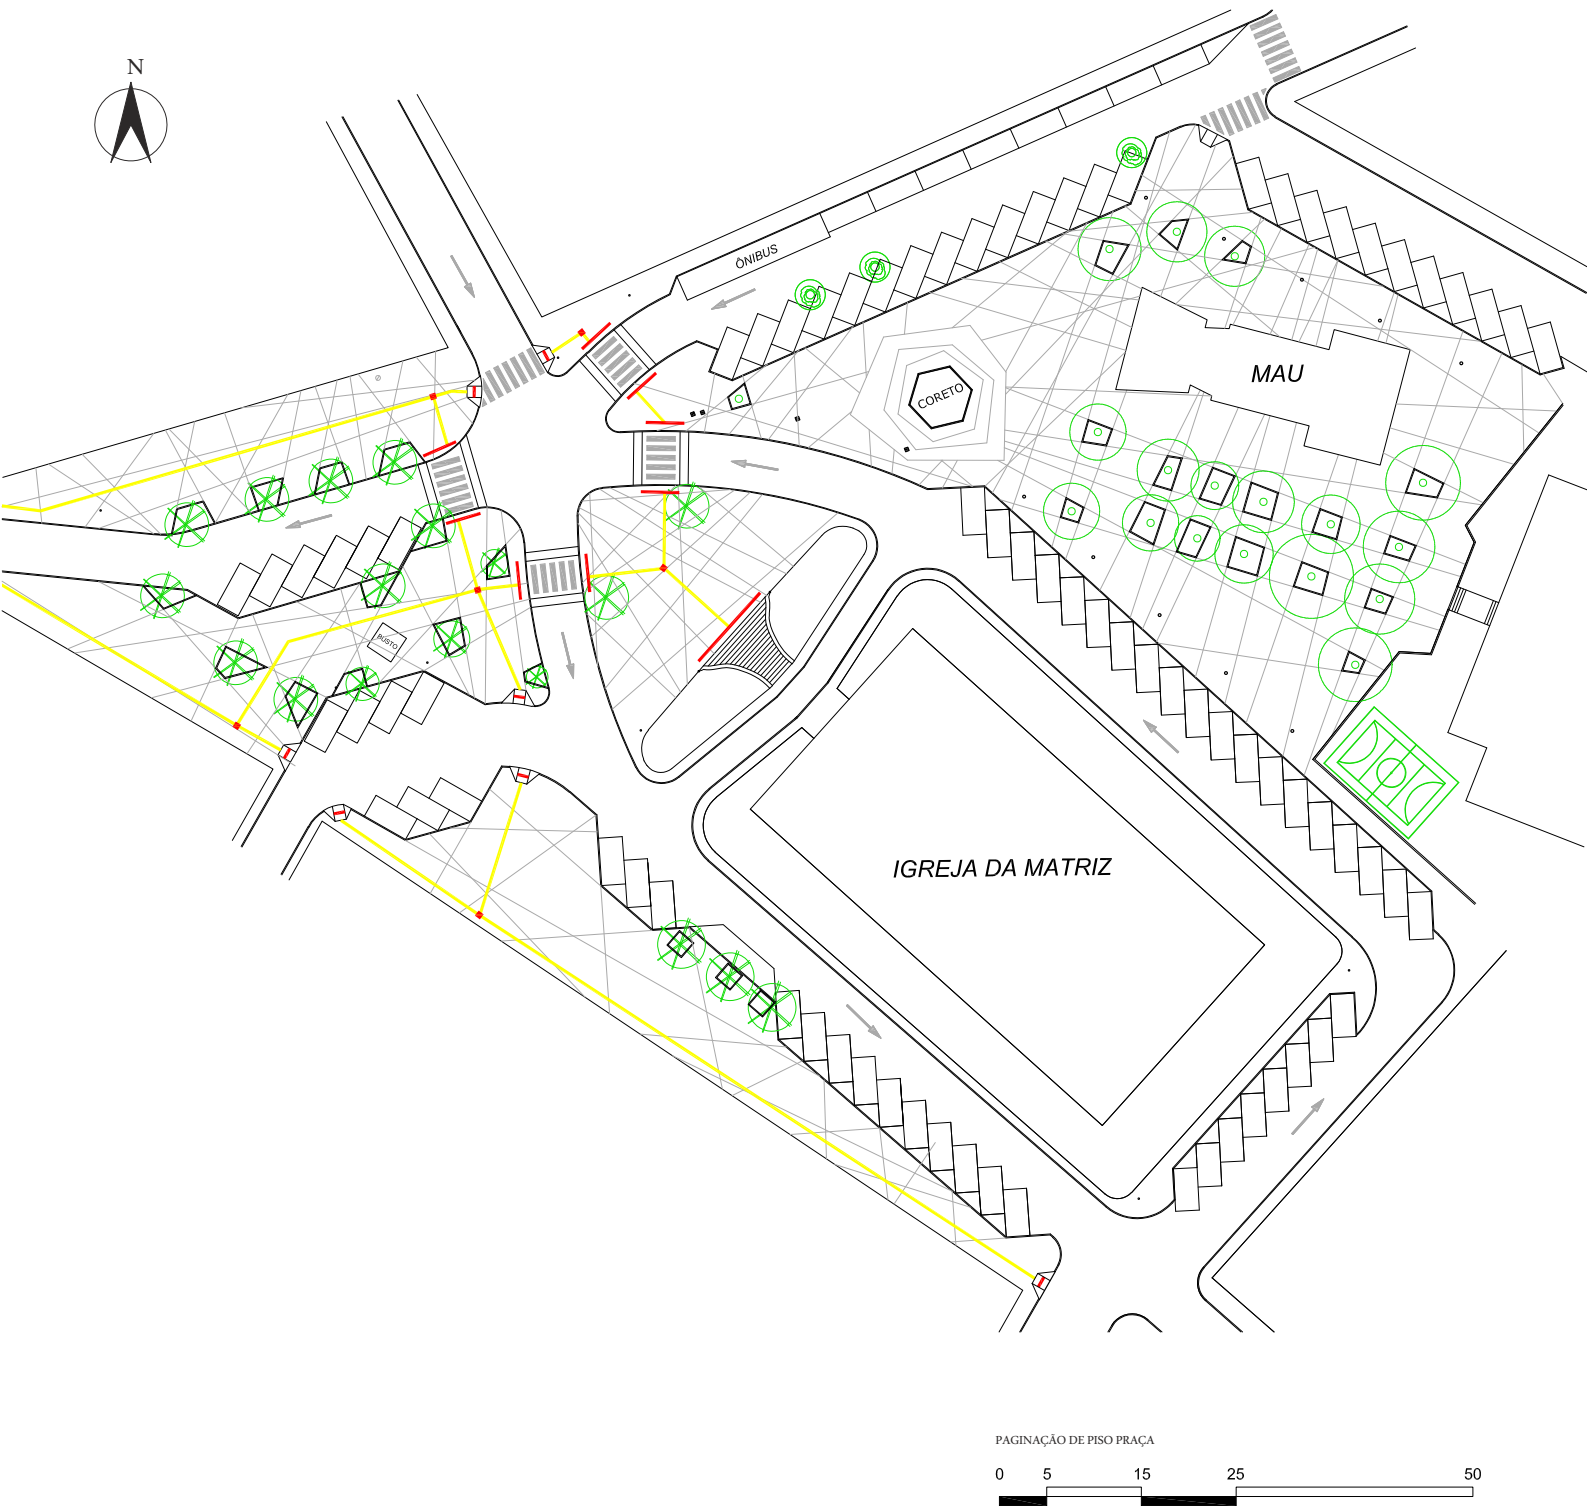 N
ÔNIBUS
MAU
CORETO
BUSTO
IGREJA DA MATRIZ
PAGINAÇÃO DE PISO PRAÇA
0 5 15 25 50